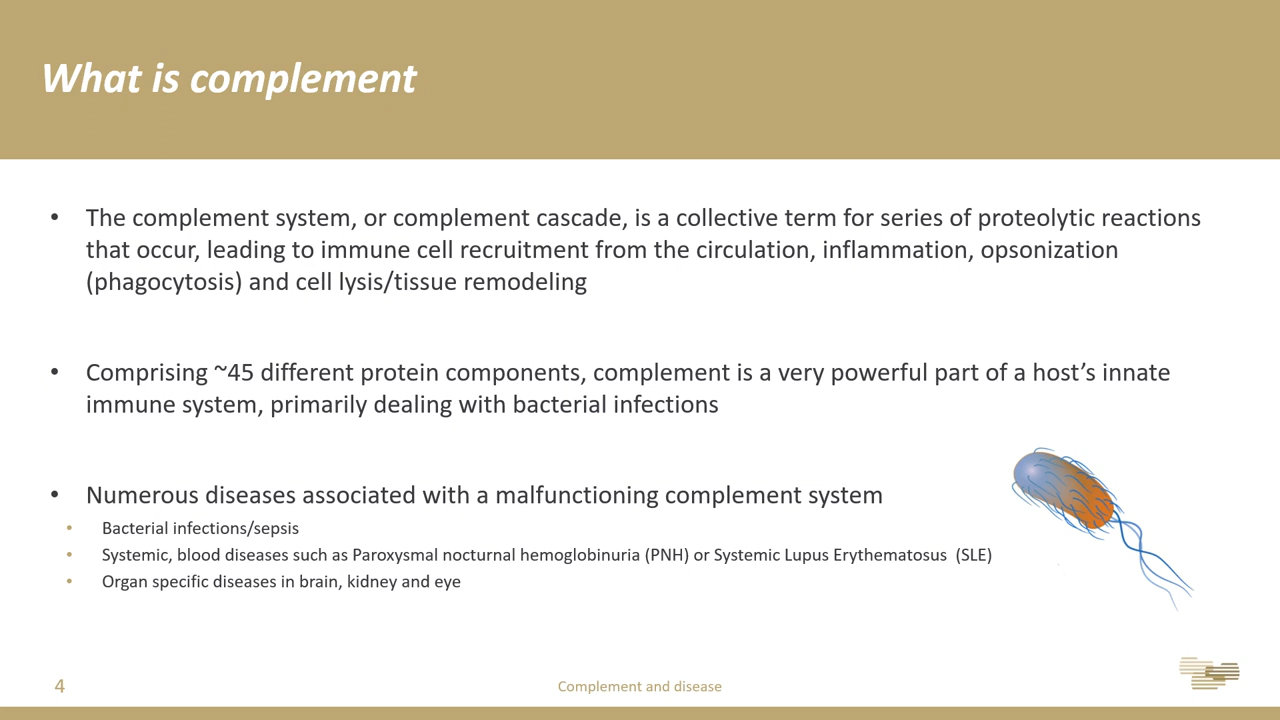 What is complement
• The complement system, or complement cascade, is a collective term for series of proteolytic reactions
that occur, leading to immune cell recruitment from the circulation, inflammation, opsonization
(phagocytosis) and cell lysis/tissue remodeling
• Comprising ~45 different protein components, complement is a very powerful part of a host’s innate
immune system, primarily dealing with bacterial infections
• Numerous diseases associated with a malfunctioning complement system
• Bacterial infections/sepsis
• Systemic, blood diseases such as Paroxysmal nocturnal hemoglobinuria (PNH) or Systemic Lupus Erythematosus (SLE)
• Organ specific diseases in brain, kidney and eye
4
Complement and disease